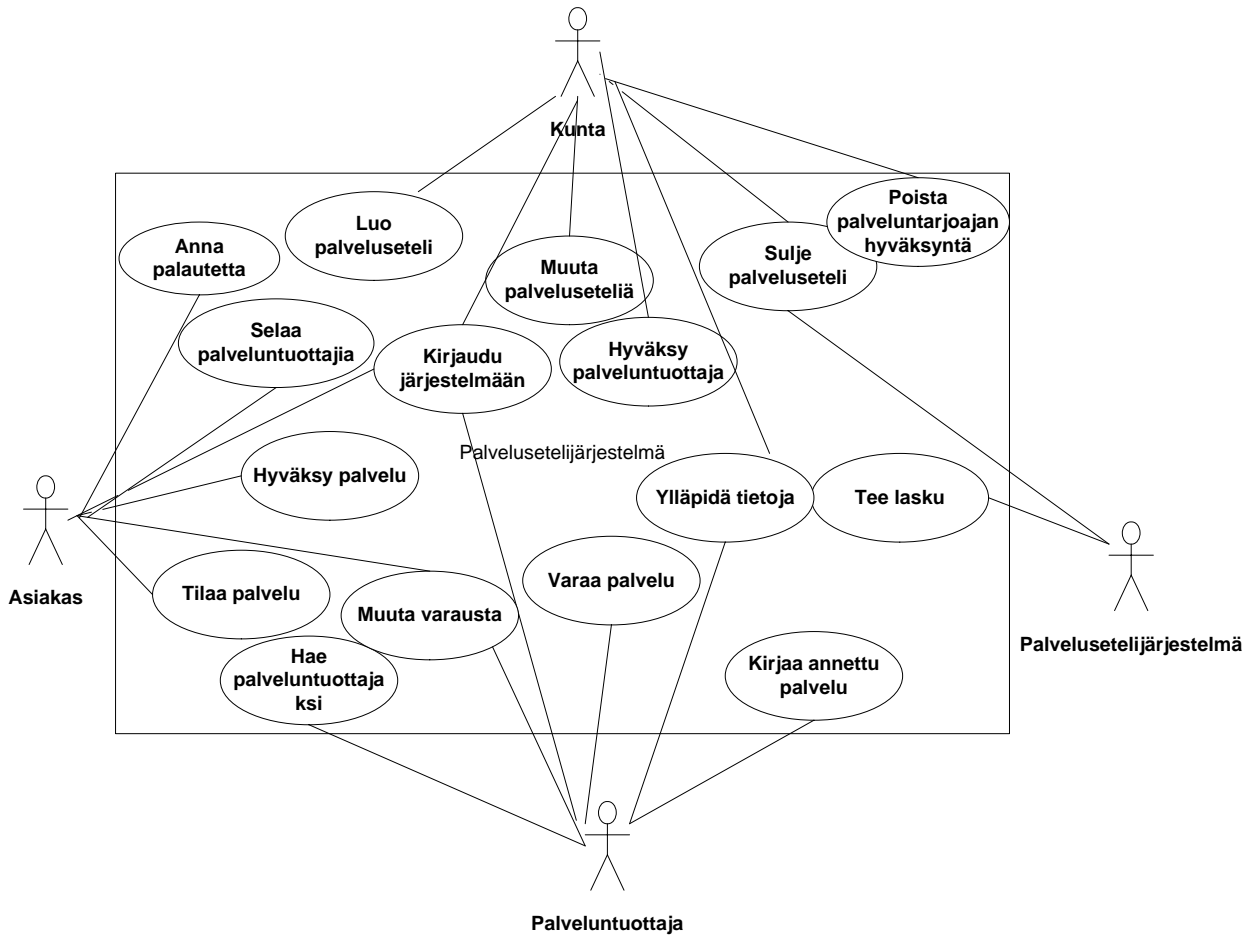 Kunta
Poista
palveluntarjoajan
hyväksyntä
Luo
palveluseteli
Anna
palautetta
Sulje
palveluseteli
Muuta
palveluseteliä
Selaa
palveluntuottajia
Kirjaudu
järjestelmään
Hyväksy
palveluntuottaja
Palvelusetelijärjestelmä
Hyväksy palvelu
Ylläpidä tietoja
Tee lasku
Asiakas
Tilaa palvelu
Muuta varausta
Varaa palvelu
Palvelusetelijärjestelmä
Hae
palveluntuottaja
ksi
Kirjaa annettu
palvelu
Palveluntuottaja